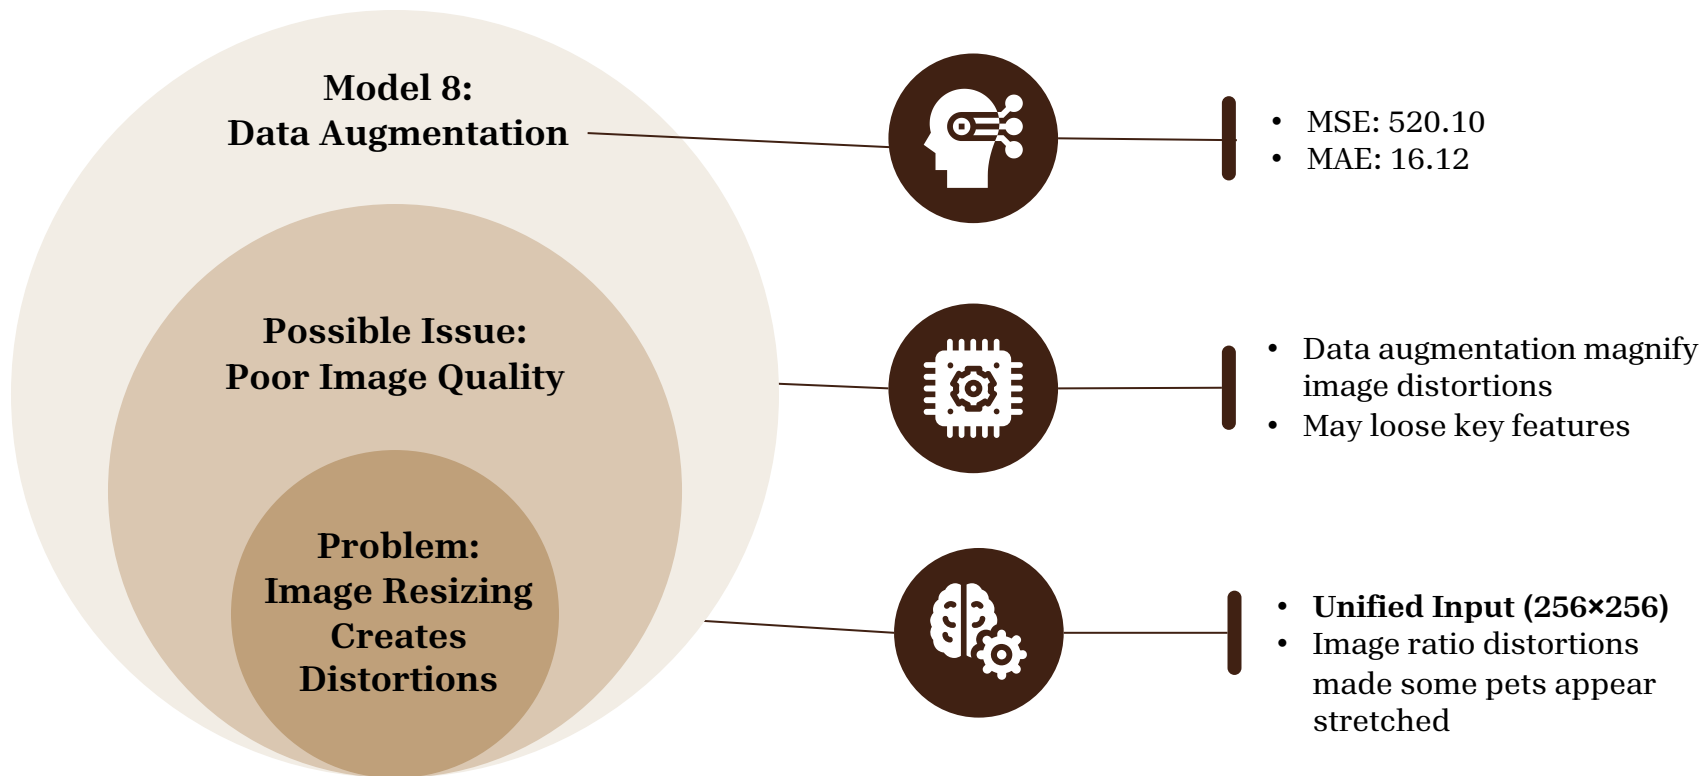 Model 8:
Data Augmentation
• MSE: 520.10
• MAE: 16.12
Possible Issue:
Poor Image Quality
• Data augmentation magnify
image distortions
• May loose key features
Problem:
Image Resizing
Creates
Distortions
• Unified Input (256×256)
• Image ratio distortions
made some pets appear
stretched